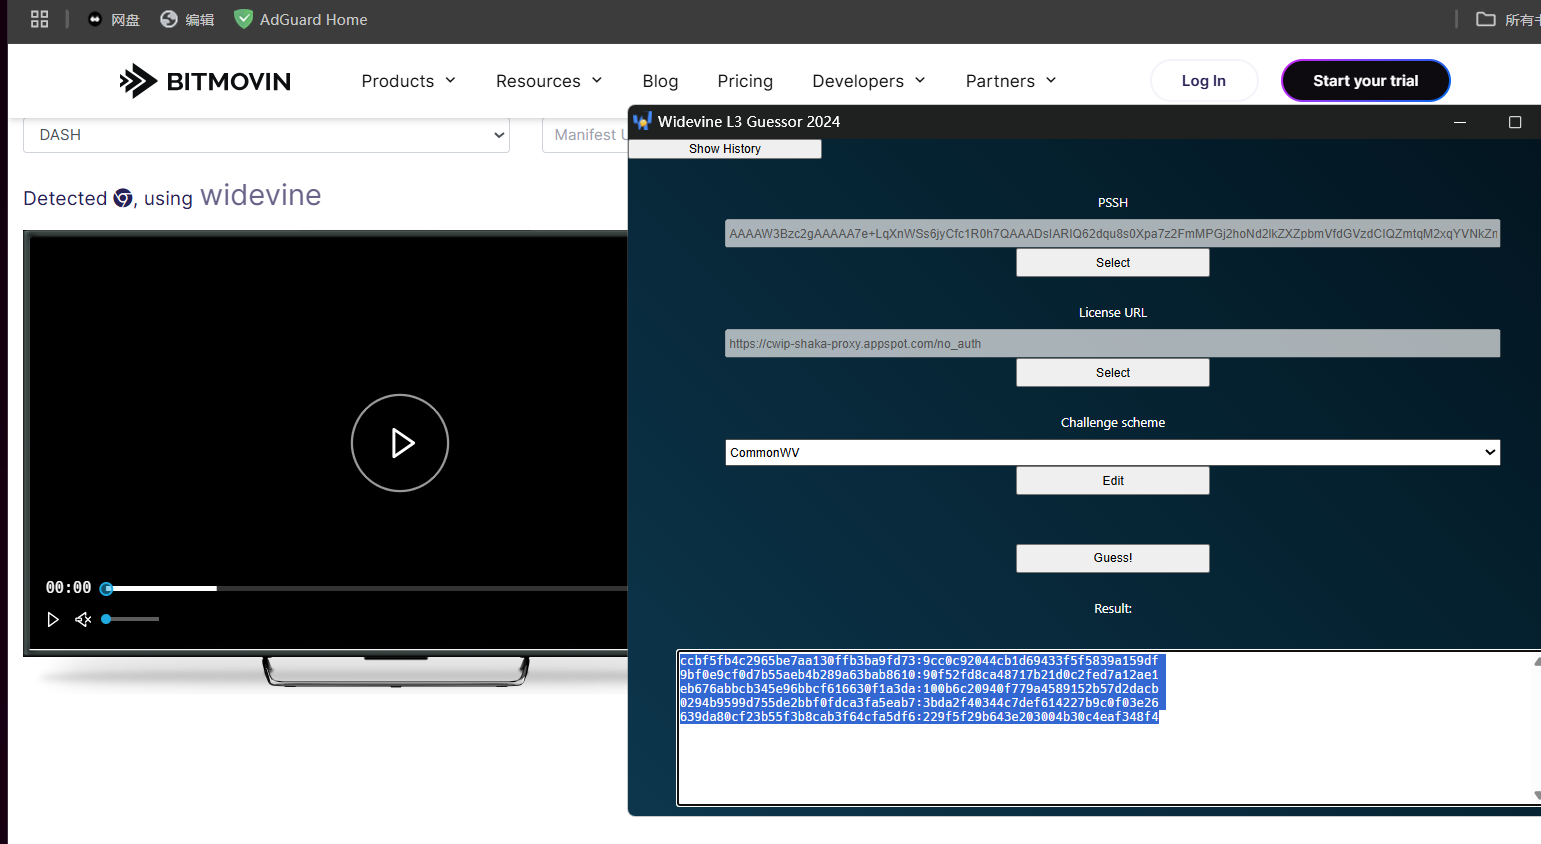 网盘
编辑
AdGuard Home
BITMOVIN
Products
Resources
Blog
Pricing
Developers
Partners
Log In
Start your trial
DASH
Manifest
Detected , using widevine
00:00
Widevine L3 Guessor 2024
Show History
PSSH
AAAAW3Bzc2gAAAAA7e+LqXnWSs6jyCfc1R0h7QAAADsIARIQ62dqu8s0Xpa7z2FmMPGj2hoNd2lkZXZpbmVfdGVzdCIQZmtqM2xqYVNkZn
Select
License URL
https://cwip-shaka-proxy.appspot.com/no_auth
Select
Challenge scheme
CommonWV
Edit
Guess!
Result:
ccbf5fb4c2965be7aa130ffb3ba9fd73:9cc0c92044cb1d69433f5f5839a159df
9bf0e9cf0d7b55aeb4b289a63bab8610:90f52fd8ca48717b21d0c2fed7a12ae1
eb676abbcb345e96bbcf616630f1a3da:100b6c20940f779a4589152b57d2dacb
0294b9599d755de2bbf0fdca3fa5eab7:3bda2f40344c7def614227b9c0f03e26
639da80cf23b55f3b8cab3f64cfa5df6:229f5f29b643e203004b30c4eaf348f4